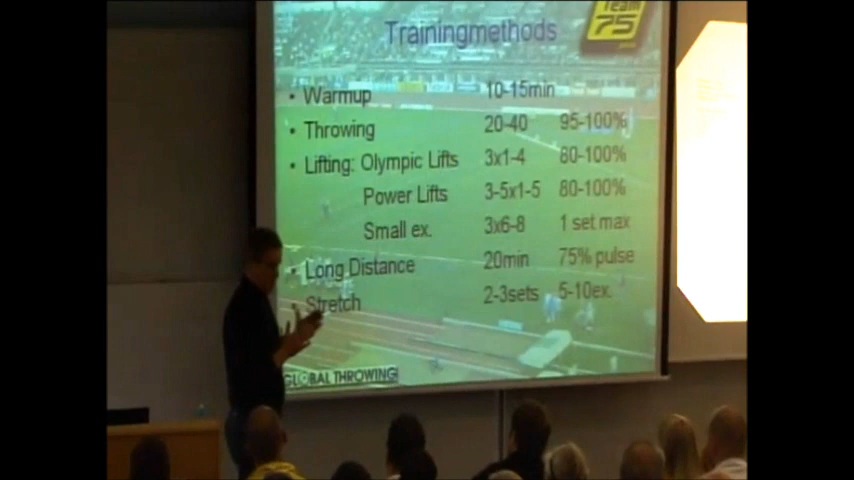 Team
75
Trainingmethods
• Warmup 10-15min
• Throwing 20-40 95-100%
• Lifting: Olympic Lifts 3x1-4 80-100%
Power Lifts 3-5x1-5 80-100%
Small ex. 3x6-8 1 set max
• Long Distance 20min 75% pulse
Stretch 2-3sets 5-10ex.
GLOBAL THROWING